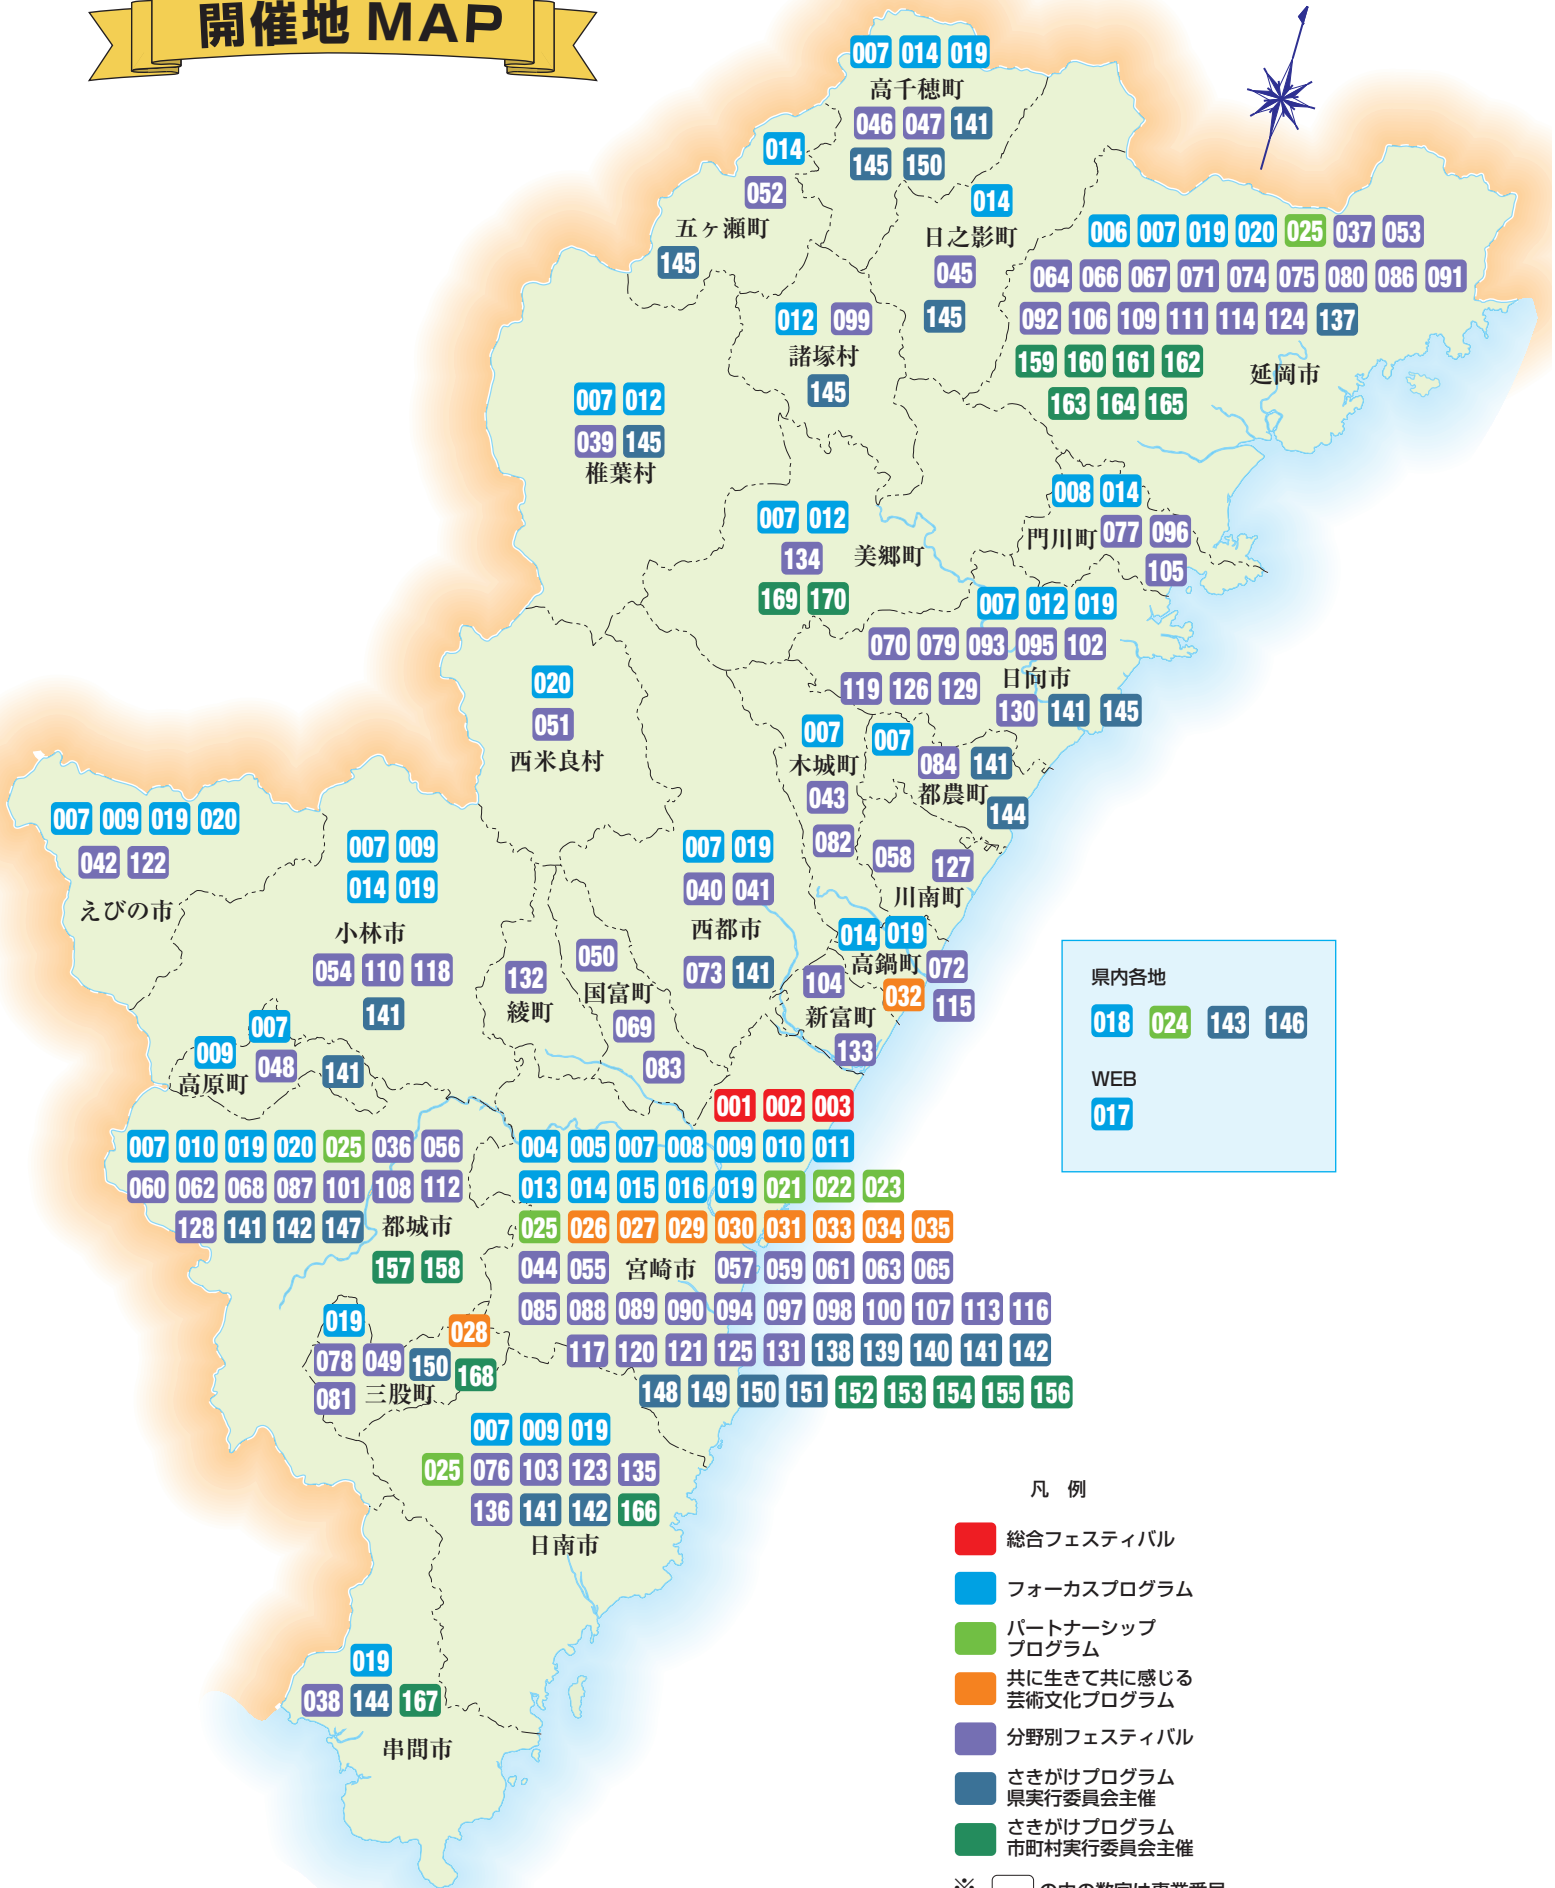 開催地 MAP
007 014 019
高千穂町
046 047 141
145 150
014
052
五ヶ瀬町
145
014
日之影町
045
145
006 007 019 020 025 037 053
064 066 067 071 074 075 080 086 091
092 106 109 111 114 124 137
159 160 161 162
延岡市
163 164 165
012 099
諸塚村
145
007 012
039 145
椎葉村
008 014
門川町 077 096
105
007 012
134 美郷町
169 170
007 012 019
070 079 093 095 102
日向市
119 126 129
130 141 145
020
051
西米良村
007
木城町
043
082
007
084 141
都農町
144
058 127
川南町
007 009 019 020
042 122
えびの市
007 009
014 019
小林市
054 110 118
141
007 019
040 041
西都市
073 141
014 019
高鍋町 072
032 115
104
新富町
133
132
綾町
050
国富町
069
083
007
009 048 141
高原町
県内各地
018 024 143 146
WEB
017
001 002 003
004 005 007 008 009 010 011
013 014 015 016 019 021 022 023
025 026 027 029 030 031 033 034 035
044 055 宮崎市 057 059 061 063 065
085 088 089 090 094 097 098 100 107 113 116
117 120 121 125 131 138 139 140 141 142
148 149 150 151 152 153 154 155 156
007 010 019 020 025 036 056
060 062 068 087 101 108 112
128 141 142 147 都城市
157 158
019
028
078 049 150 168
081 三股町
007 009 019
025 076 103 123 135
136 141 142 166
日南市
019
038 144 167
串間市
凡 例
総合フェスティバル
フォーカスプログラム
パートナーシップ
プログラム
共に生きて共に感じる
芸術文化プログラム
分野別フェスティバル
さきがけプログラム
県実行委員会主催
さきがけプログラム
市町村実行委員会主催
※ の中の数字は事業番号